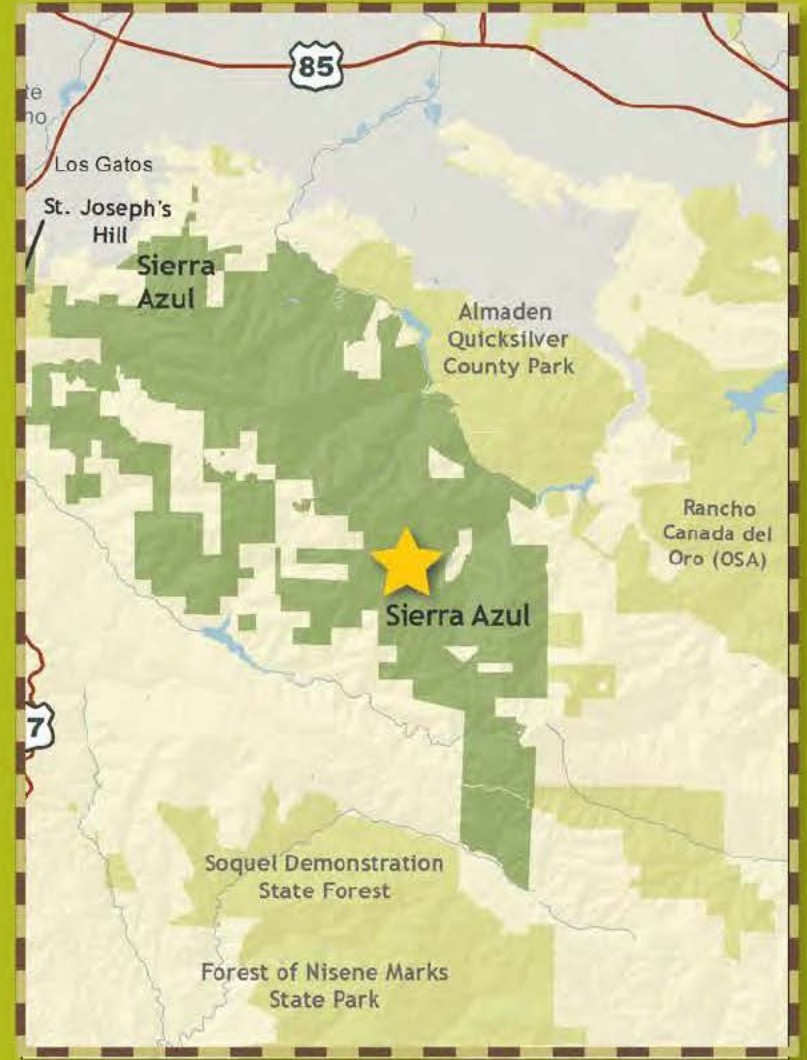 85
Los Gatos
St. Joseph's
Hill
Sierra
Azul
Almaden
Quicksilver
County Park
Rancho
Canada del
Oro (OSA)
Sierra Azul
7
Soquel Demonstration
State Forest
Forest of Nisene Marks
State Park